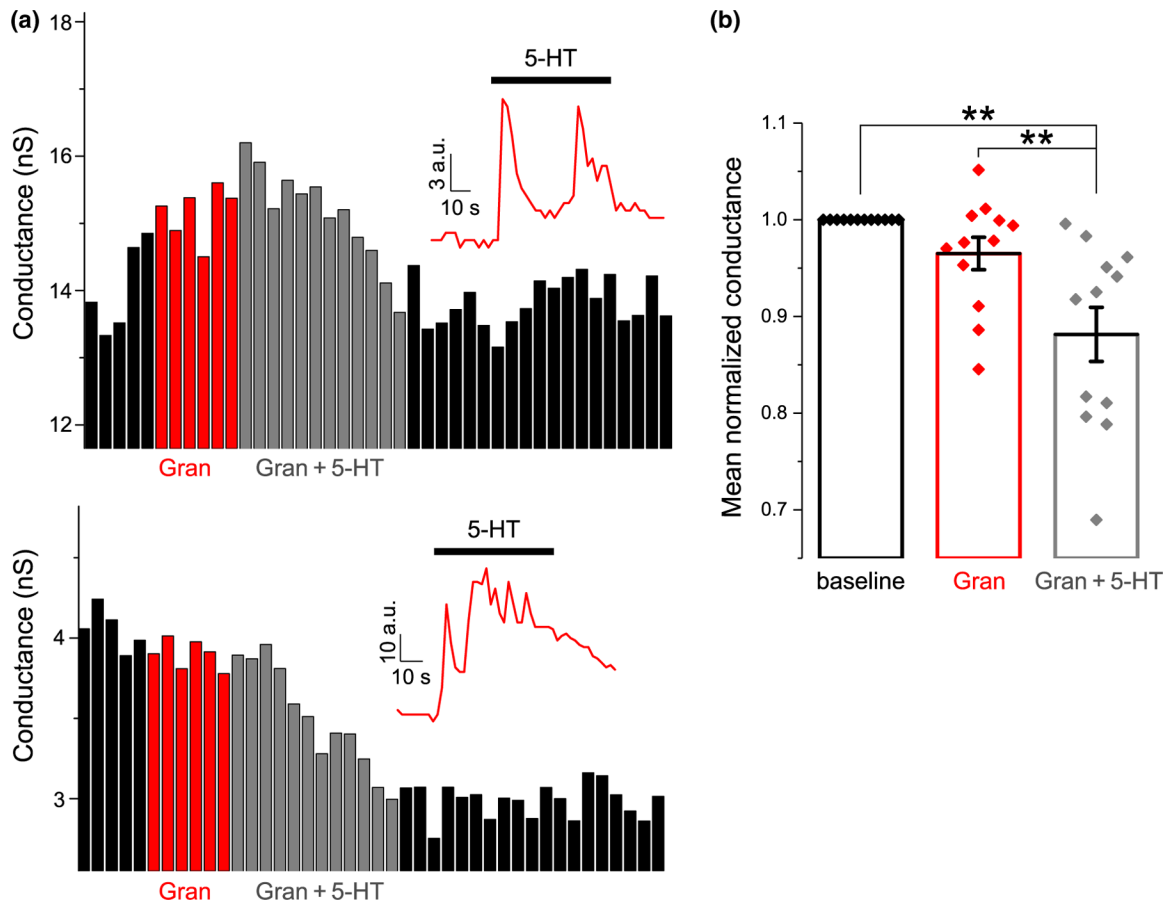 (a)
18
16
14
12
Conductance (nS)
5-HT
3 a.u.
10 s
Gran
Gran + 5-HT
4
3
Conductance (nS)
5-HT
10 a.u.
10 s
Gran
Gran + 5-HT
(b)
1.1
1.0
0.9
0.8
0.7
Mean normalized conductance
**
**
baseline
Gran
Gran + 5-HT